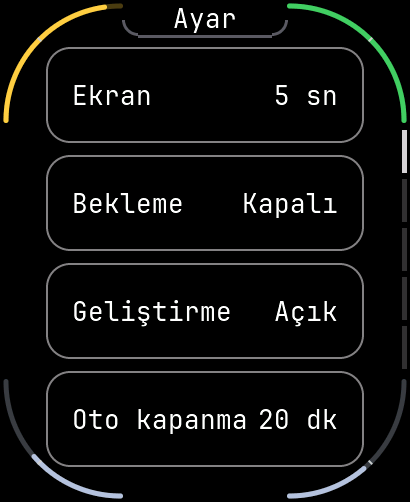 Ayar
Ekran 5 sn
Bekleme Kapalı
Geliştirme Açık
Oto kapanma 20 dk